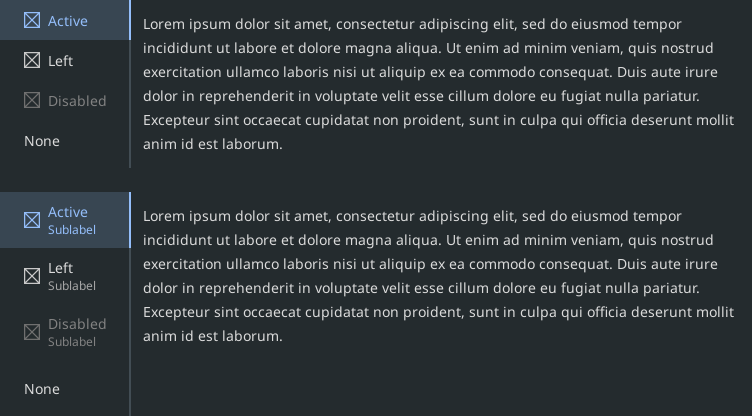 Active
Left
Disabled
None
Lorem ipsum dolor sit amet, consectetur adipiscing elit, sed do eiusmod tempor
incididunt ut labore et dolore magna aliqua. Ut enim ad minim veniam, quis nostrud
exercitation ullamco laboris nisi ut aliquip ex ea commodo consequat. Duis aute irure
dolor in reprehenderit in voluptate velit esse cillum dolore eu fugiat nulla pariatur.
Excepteur sint occaecat cupidatat non proident, sunt in culpa qui officia deserunt mollit
anim id est laborum.
Active
Sublabel
Left
Sublabel
Disabled
Sublabel
None
Lorem ipsum dolor sit amet, consectetur adipiscing elit, sed do eiusmod tempor
incididunt ut labore et dolore magna aliqua. Ut enim ad minim veniam, quis nostrud
exercitation ullamco laboris nisi ut aliquip ex ea commodo consequat. Duis aute irure
dolor in reprehenderit in voluptate velit esse cillum dolore eu fugiat nulla pariatur.
Excepteur sint occaecat cupidatat non proident, sunt in culpa qui officia deserunt mollit
anim id est laborum.